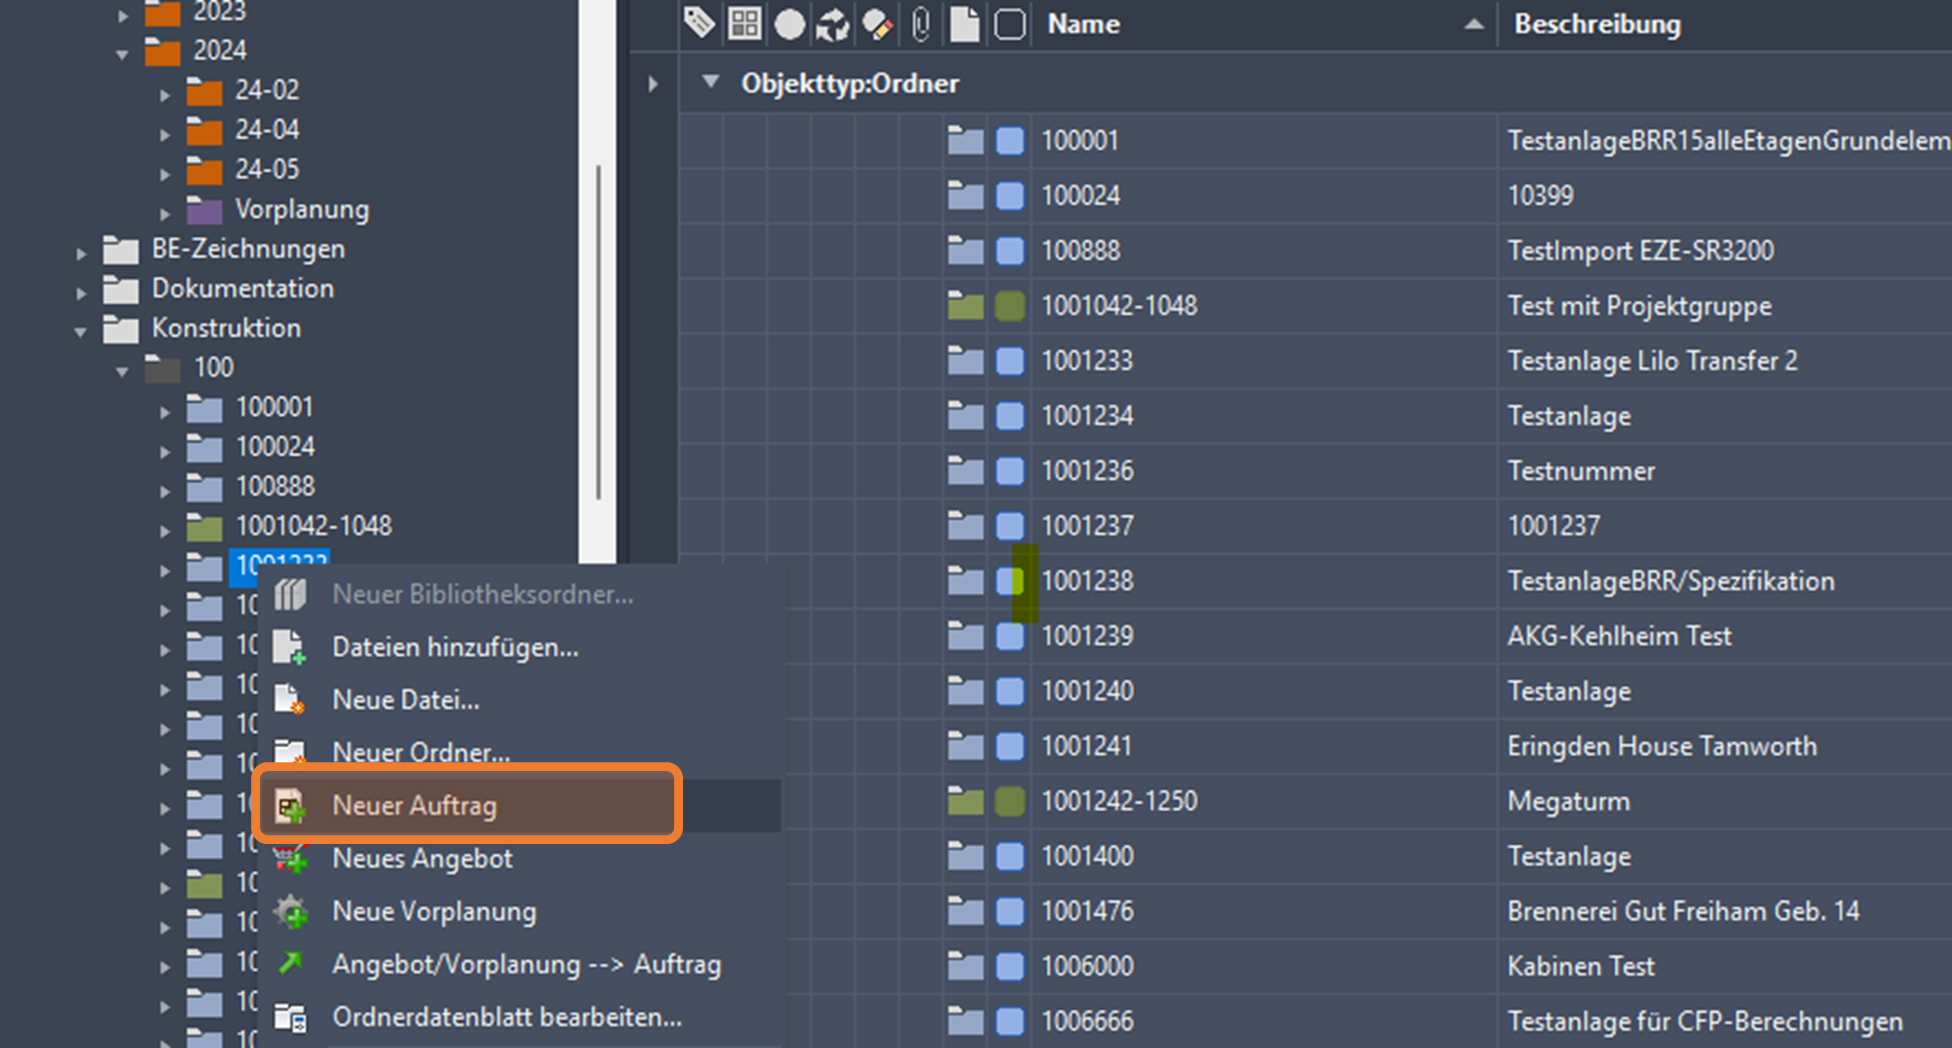 2023
2024
24-02
24-04
24-05
Vorplanung
BE-Zeichnungen
Dokumentation
Konstruktion
100
100001
100024
100888
1001042-1048
10
10
10
10
10
10
10
10
10
10
10
10
Neuer Bibliotheksordner...
Dateien hinzufügen...
Neue Datei...
Neuer Ordner...
Neuer Auftrag
Neues Angebot
Neue Vorplanung
Angebot/Vorplanung --> Auftrag
Ordnerdatenblatt bearbeiten...
Name Beschreibung
Objekttyp:Ordner
100001 TestanlageBRR15alleEtagenGrundelem
100024 10399
100888 TestImport EZE-SR3200
1001042-1048 Test mit Projektgruppe
1001233 Testanlage Lilo Transfer 2
1001234 Testanlage
1001236 Testnummer
1001237 1001237
1001238 TestanlageBRR/Spezifikation
1001239 AKG-Kehlheim Test
1001240 Testanlage
1001241 Eringden House Tamworth
1001242-1250 Megaturm
1001400 Testanlage
1001476 Brennerei Gut Freiham Geb. 14
1006000 Kabinen Test
1006666 Testanlage für CFP-Berechnungen